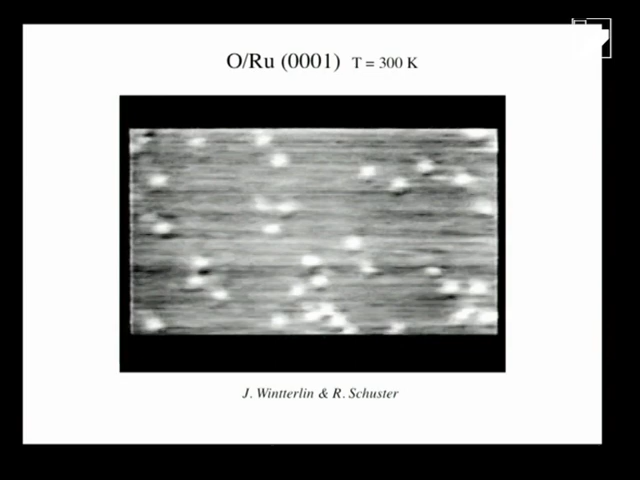 O/Ru (0001) T = 300 K
J. Wintterlin & R. Schuster